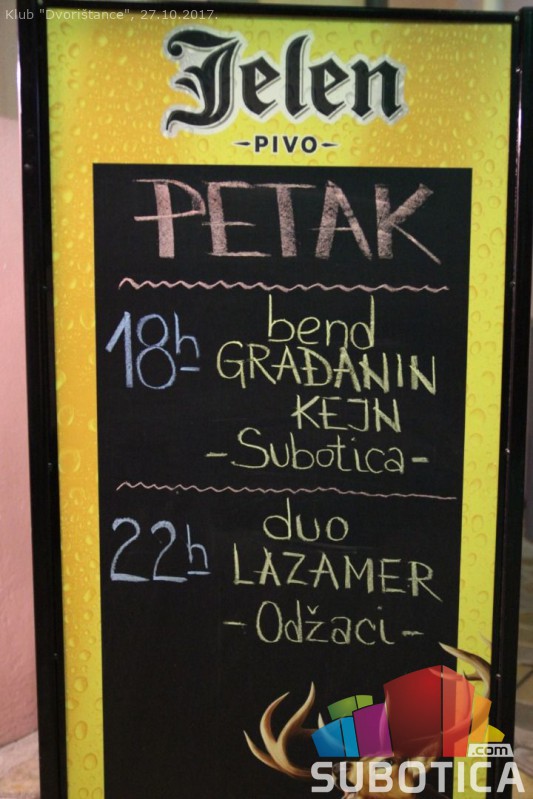 Klub "Dvorištance", 27.10.2017.
Jelen
-PIVO-
PETAK
18h bend
GRAĐANIN
KEJN
-Subotica-
22h duo
LAZAMER
-Odžaci-
.com
SUBOTICA